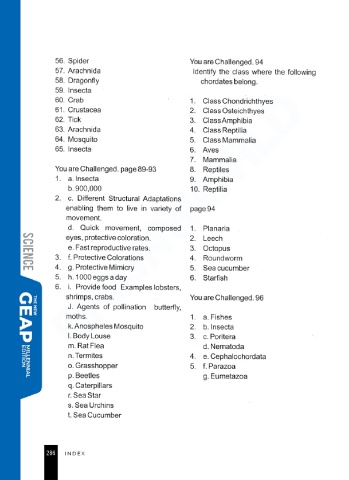 56. Spider
57. Arachnida
58. Dragonfly
59. Insecta
60. Crab
61. Crustacea
62. Tick
63. Arachnida
64. Mosquito
65. Insecta
You are Challenged. page 89-93
1. a. Insecta
b. 900,000
2. c. Different Structural Adaptations
enabling them to live in variety of
movement.
d. Quick movement, composed
eyes, protective coloration.
e. Fast reproductive rates.
3. f. Protective Colorations
4. g. Protective Mimicry
5. h. 1000 eggs a day
6. i. Provide food Examples lobsters,
shrimps, crabs.
J. Agents of pollination butterfly,
moths.
k. Anospheles Mosquito
l. Body Louse
m. Rat Flea
n. Termites
o. Grasshopper
p. Beetles
q. Caterpillars
r. Sea Star
s. Sea Urchins
t. Sea Cucumber
You are Challenged. 94
Identify the class where the following
chordates belong.
1. Class Chondrichthyes
2. Class Osteichthyes
3. Class Amphibia
4. Class Reptilia
5. Class Mammalia
6. Aves
7. Mammalia
8. Reptiles
9. Amphibia
10. Reptilia
page 94
1. Planaria
2. Leech
3. Octopus
4. Roundworm
5. Sea cucumber
6. Starfish
You are Challenged. 96
1. a. Fishes
2. b. Insecta
3. c. Poritera
d. Nematoda
4. e. Cephalochordata
5. f. Parazoa
g. Eumetazoa
SCIENCE
THE NEW
GEAP
MILLENNIAL
EDITION
286 INDEX